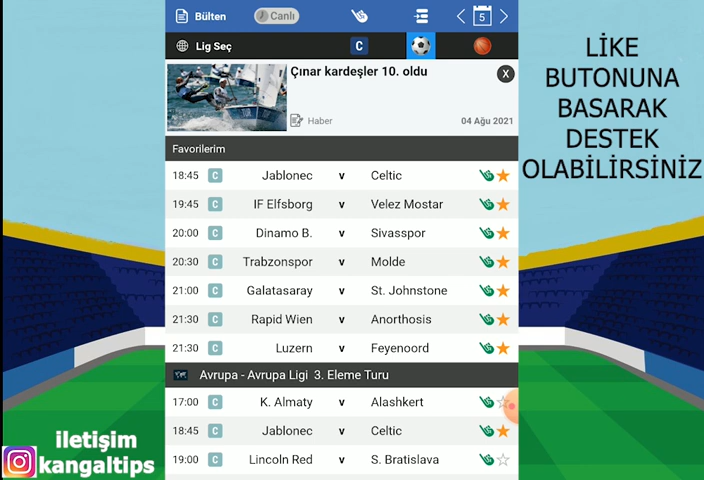 Bülten
Canlı
5
Lig Seç
C
Çınar kardeşler 10. oldu
X
Haber
04 Ağu 2021
Favorilerim
18:45 C Jablonec v Celtic
19:45 C IF Elfsborg v Velez Mostar
20:00 C Dinamo B. v Sivasspor
20:30 C Trabzonspor v Molde
21:00 C Galatasaray v St. Johnstone
21:30 C Rapid Wien v Anorthosis
21:30 C Luzern v Feyenoord
Avrupa - Avrupa Ligi 3. Eleme Turu
17:00 C K. Almaty v Alashkert
18:45 C Jablonec v Celtic
19:00 C Lincoln Red v S. Bratislava
LİKE
BUTONUNA
BASARAK
DESTEK
OLABİLİRSİNİZ
iletişim
kangaltips